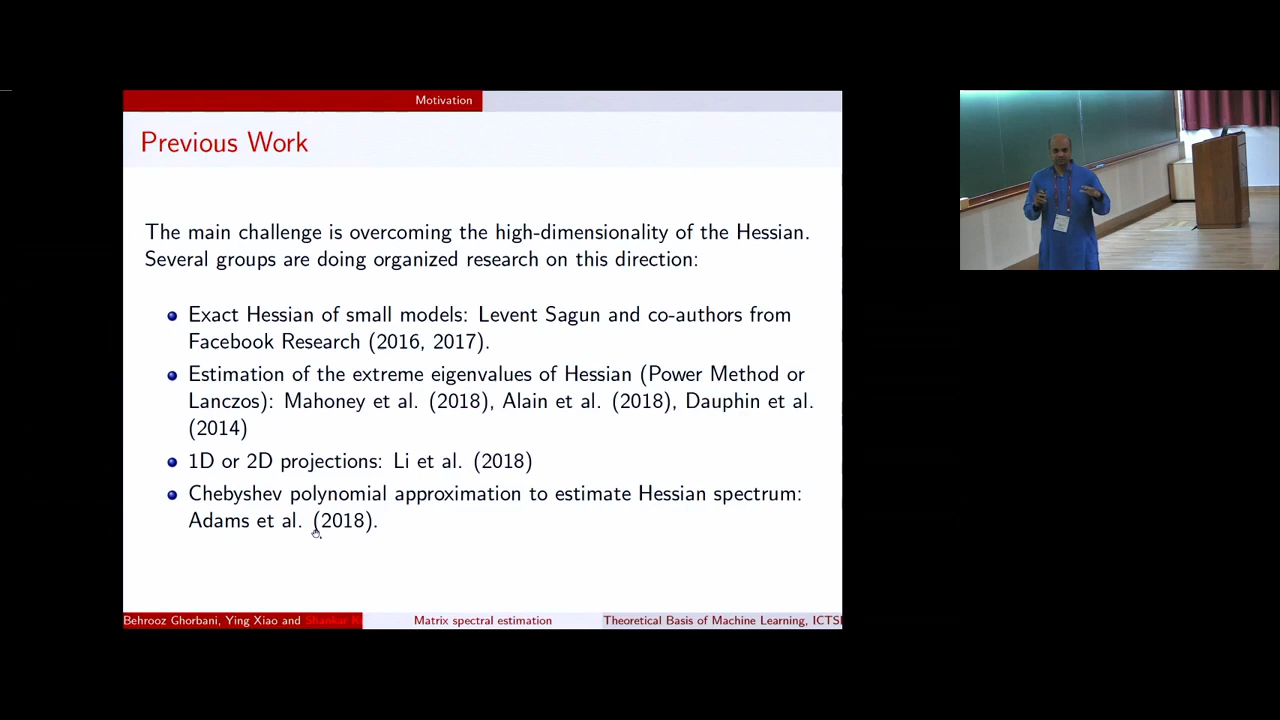 Motivation
Previous Work
The main challenge is overcoming the high-dimensionality of the Hessian.
Several groups are doing organized research on this direction:
Exact Hessian of small models: Levent Sagun and co-authors from
Facebook Research (2016, 2017).
Estimation of the extreme eigenvalues of Hessian (Power Method or
Lanczos): Mahoney et al. (2018), Alain et al. (2018), Dauphin et al.
(2014)
1D or 2D projections: Li et al. (2018)
Chebyshev polynomial approximation to estimate Hessian spectrum:
Adams et al. (2018).
Behrooz Ghorbani, Ying Xiao and Shankar
Matrix spectral estimation
Theoretical Basis of Machine Learning, ICTS